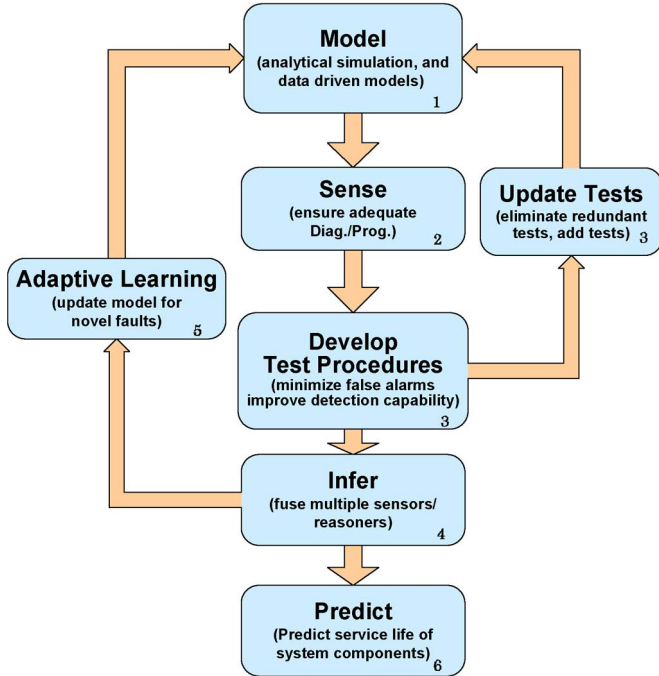 Model
(analytical simulation, and
data driven models)
1
Sense
(ensure adequate
Diag./Prog.)
2
Update Tests
(eliminate redundant
tests, add tests)
3
Adaptive Learning
(update model for
novel faults)
5
Develop
Test Procedures
(minimize false alarms
improve detection capability)
3
Infer
(fuse multiple sensors/
reasoners)
4
Predict
(Predict service life of
system components)
6